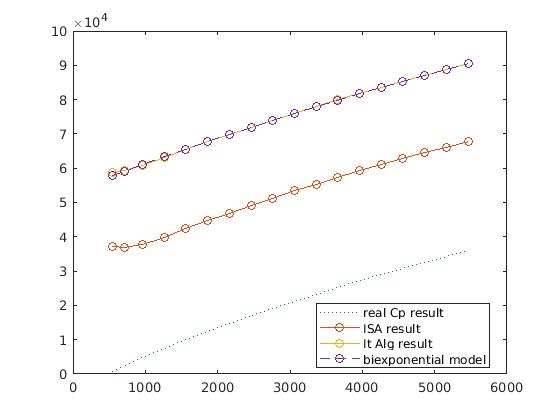 ×10⁴
10
9
8
7
6
5
4
3
2
1
0
0 1000 2000 3000 4000 5000 6000
real Cp result
ISA result
It Alg result
biexponential model